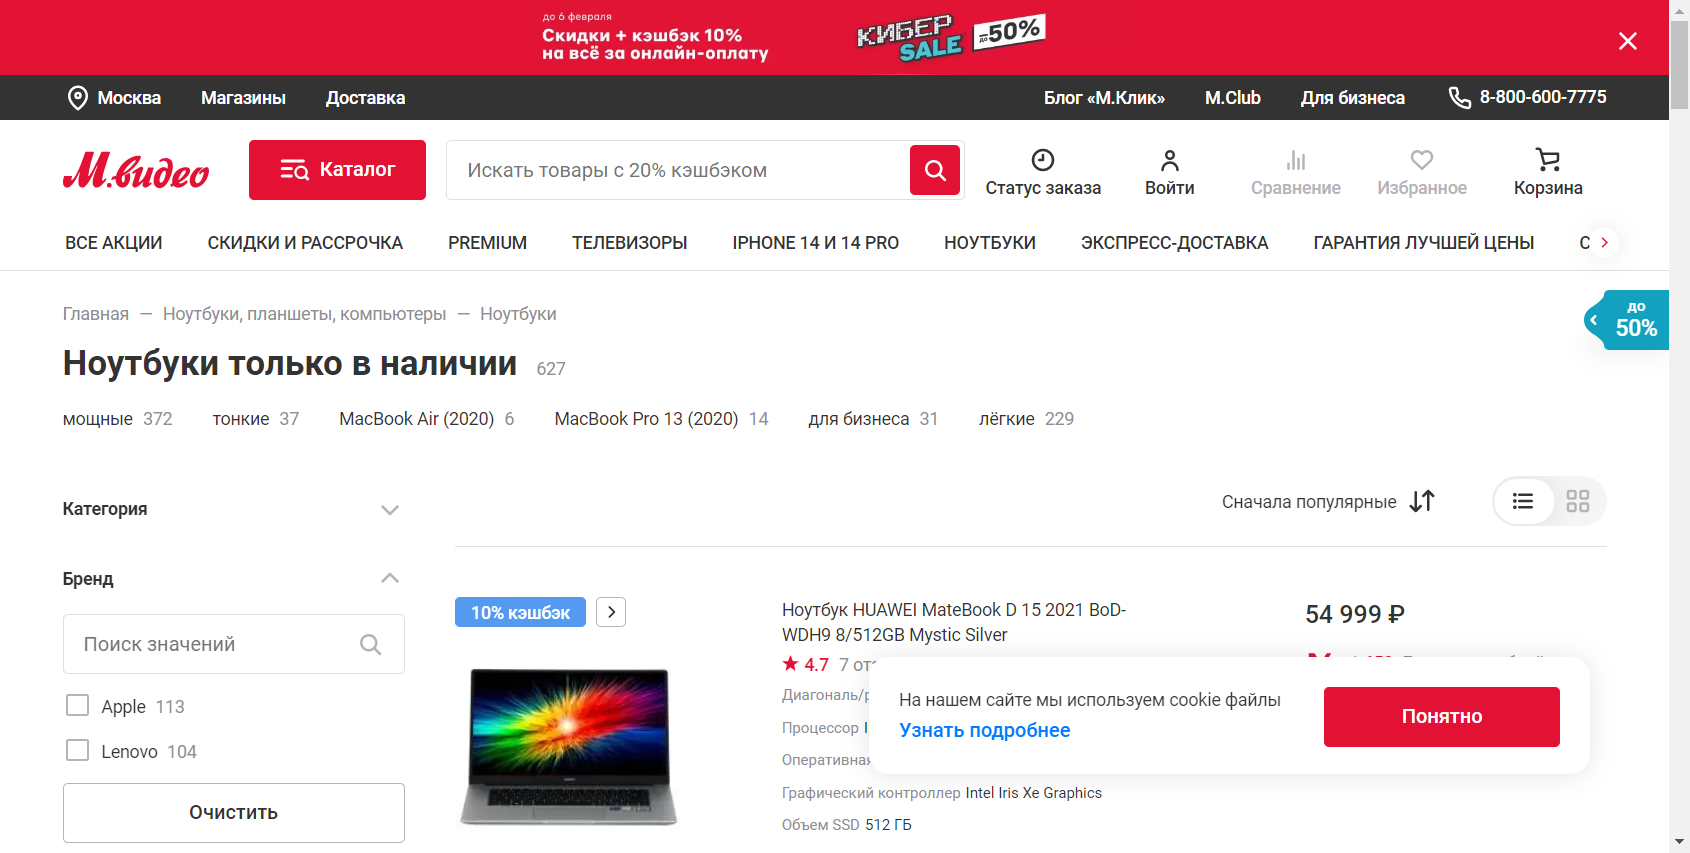 до 6 февраля
Скидки + кэшбэк 10%
на всё за онлайн-оплату
КИБЕР
SALE
до
-50%
Москва
Магазины
Доставка
Блог «М.Клик»
M.Club
Для бизнеса
8-800-600-7775
М.видео
Каталог
Искать товары с 20% кэшбэком
Статус заказа
Войти
Сравнение
Избранное
Корзина
ВСЕ АКЦИИ
СКИДКИ И РАССРОЧКА
PREMIUM
ТЕЛЕВИЗОРЫ
IPHONE 14 И 14 PRO
НОУТБУКИ
ЭКСПРЕСС-ДОСТАВКА
ГАРАНТИЯ ЛУЧШЕЙ ЦЕНЫ
Главная — Ноутбуки, планшеты, компьютеры — Ноутбуки
до
50%
Ноутбуки только в наличии 627
мощные 372
тонкие 37
MacBook Air (2020) 6
MacBook Pro 13 (2020) 14
для бизнеса 31
лёгкие 229
Сначала популярные
Категория
Бренд
Поиск значений
Apple 113
Lenovo 104
Очистить
10% кэшбэк
Ноутбук HUAWEI MateBook D 15 2021 BoD-
WDH9 8/512GB Mystic Silver
4.7 7
54 999 ₽
Процессор
Графический контроллер Intel Iris Xe Graphics
Объем SSD 512 ГБ
На нашем сайте мы используем cookie файлы
Узнать подробнее
Понятно